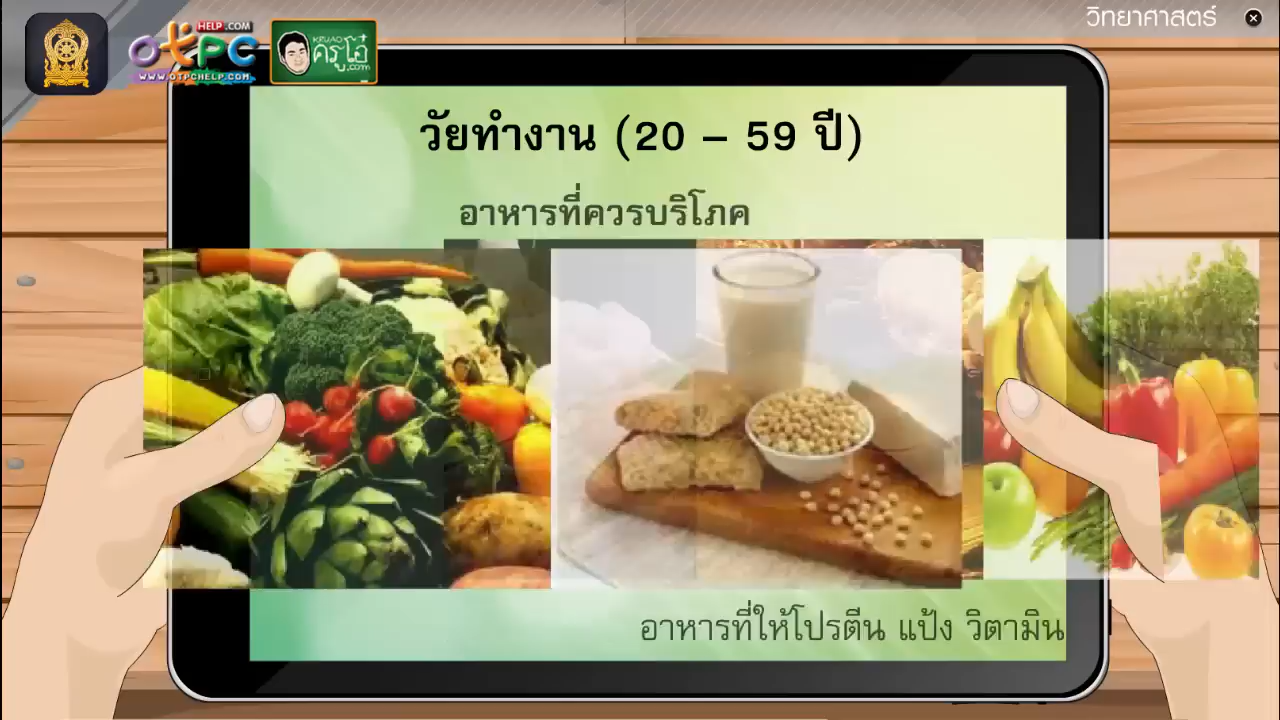 วิทยาศาสตร์
HELP.COM
OTPC
WWW.OTPCHELP.COM
KRUAO
ครูโอ๋
.com
วัยทำงาน (20 – 59 ปี)
อาหารที่ควรบริโภค
อาหารที่ให้โปรตีน แป้ง วิตามิน